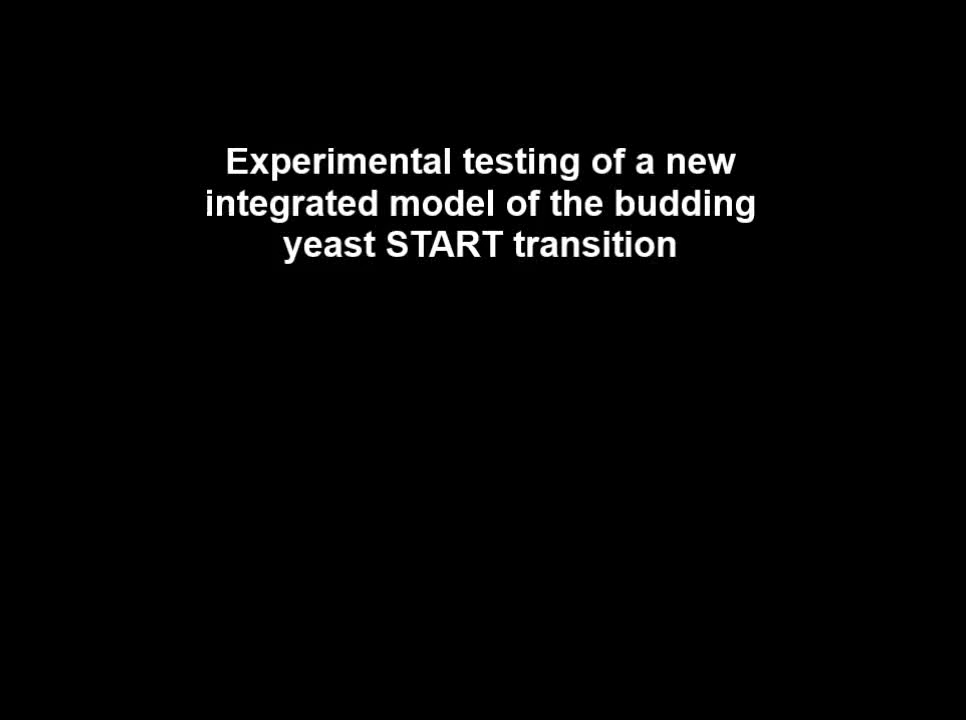 Experimental testing of a new
integrated model of the budding
yeast START transition